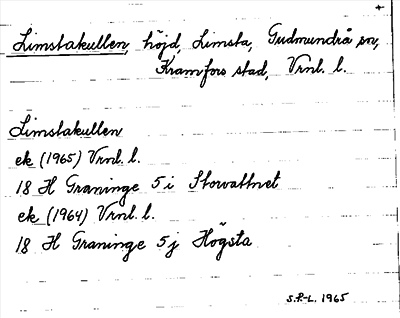 +
Limstakullen, höjd, Limsta, Gudmundrå sn,
Kramfors stad, Vrnl. l.
Limstakullen
ek (1965) Vrnl. l.
18 H Graninge 5 i Storvattnet
ek (1964) Vrnl. l.
18 H Graninge 5 j Högsta
S.P-L. 1965